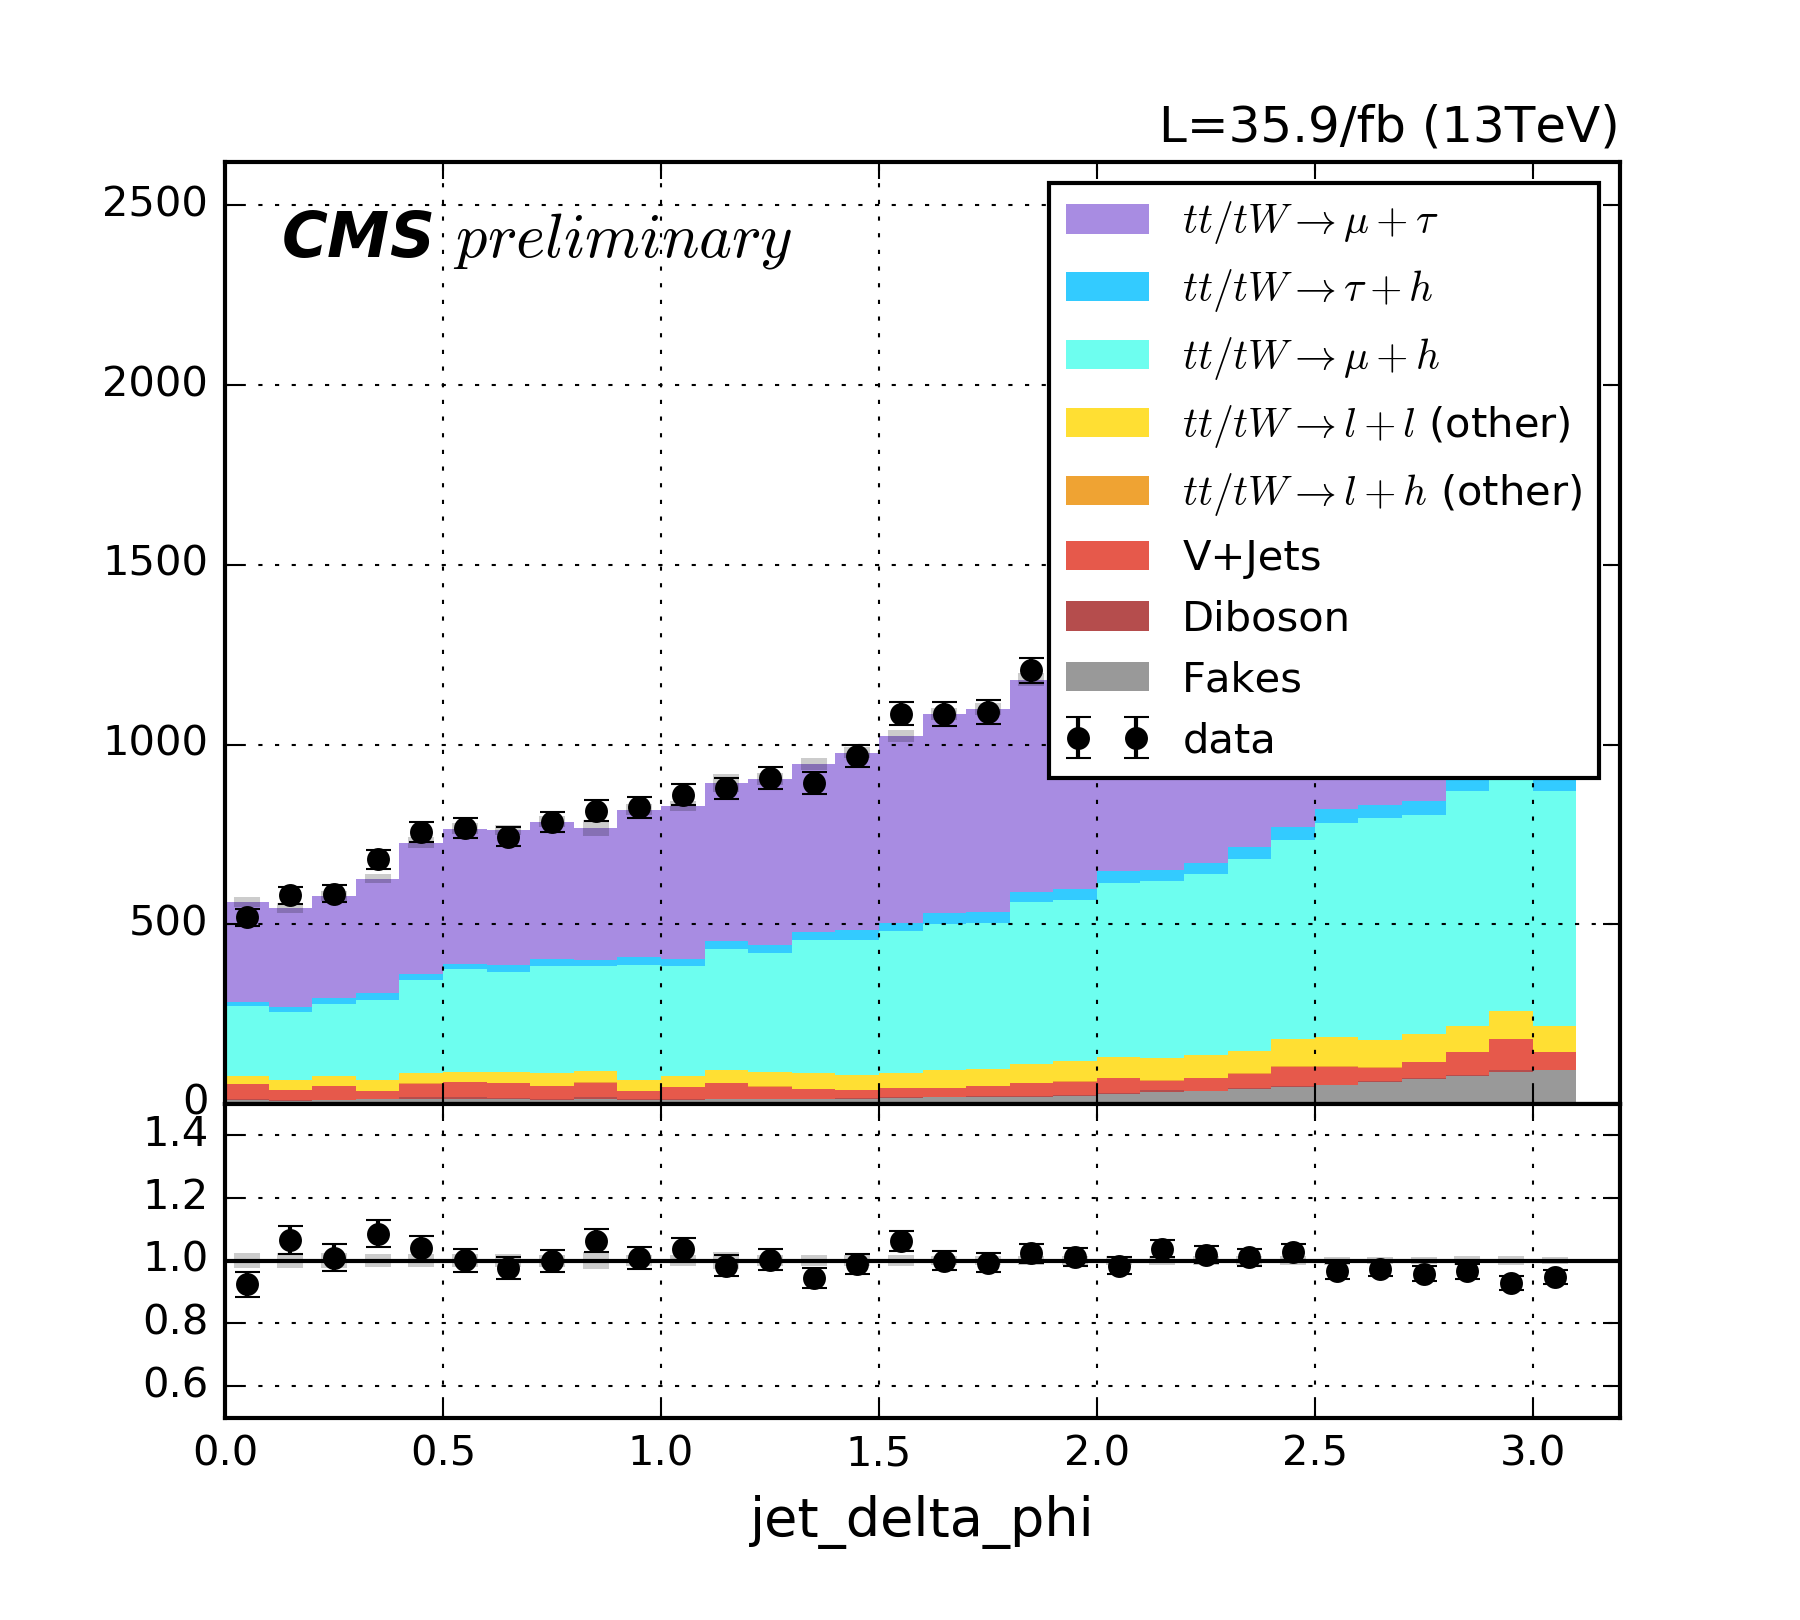 L=35.9/fb (13TeV)
CMS preliminary
2500
2000
1500
1000
500
0
tt/tW→μ+τ
tt/tW→τ+h
tt/tW→μ+h
tt/tW→l+l (other)
tt/tW→l+h (other)
V+Jets
Diboson
Fakes
data
1.4
1.2
1.0
0.8
0.6
0.0 0.5 1.0 1.5 2.0 2.5 3.0
jet_delta_phi